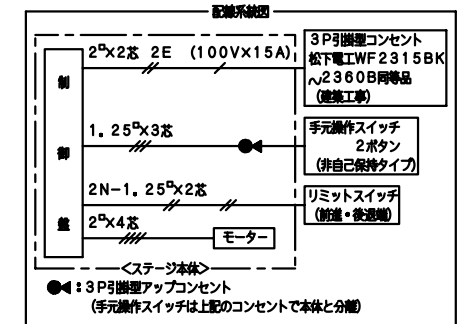 配線系統図
2□×2芯 2E (100V×15A)
3P引掛型コンセント
松下電工WF2315BK
～2360B同等品
(建築工事)
制御盤
1.25□×3芯
手元操作スイッチ
2ボタン
(非自己保持タイプ)
2N-1.25□×2芯
リミットスイッチ
(前進・後退端)
2□×4芯
モーター
<ステージ本体>
●◀:3P引掛型アップコンセント
(手元操作スイッチは上記のコンセントで本体と分離)